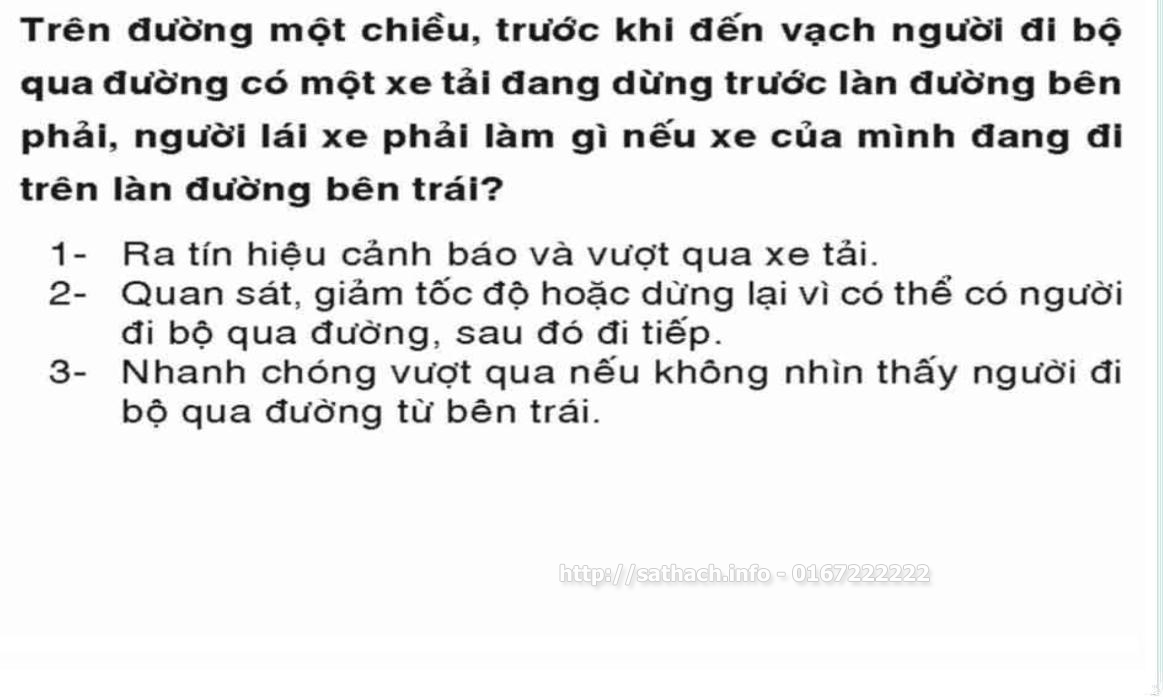 Trên đường một chiều, trước khi đến vạch người đi bộ
qua đường có một xe tải đang dừng trước làn đường bên
phải, người lái xe phải làm gì nếu xe của mình đang đi
trên làn đường bên trái?
1- Ra tín hiệu cảnh báo và vượt qua xe tải.
2- Quan sát, giảm tốc độ hoặc dừng lại vì có thể có người
đi bộ qua đường, sau đó đi tiếp.
3- Nhanh chóng vượt qua nếu không nhìn thấy người đi
bộ qua đường từ bên trái.
http://sathach.info - 0167222222